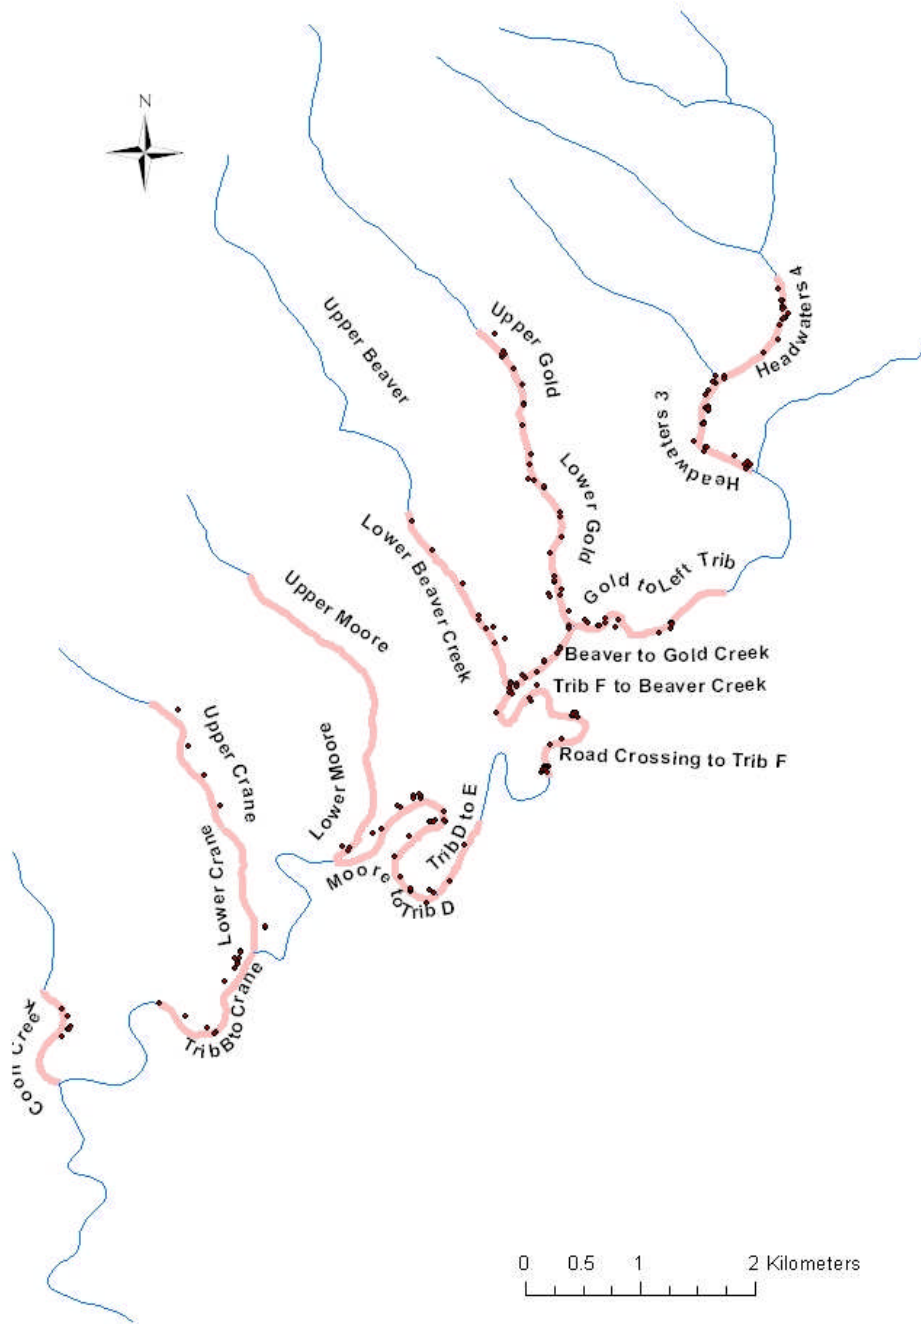 N
Headwaters 4
Upper Beaver
Upper Gold
Headwaters 3
Lower Gold
Lower Beaver Creek
Gold to Left Trib
Upper Moore
Beaver to Gold Creek
Trib F to Beaver Creek
Upper Crane
Lower Moore
Road Crossing to Trib F
Trib D to E
Lower Crane
Moore to Trib D
Trib B to Crane
Coon Creek
0 0.5 1 2 Kilometers